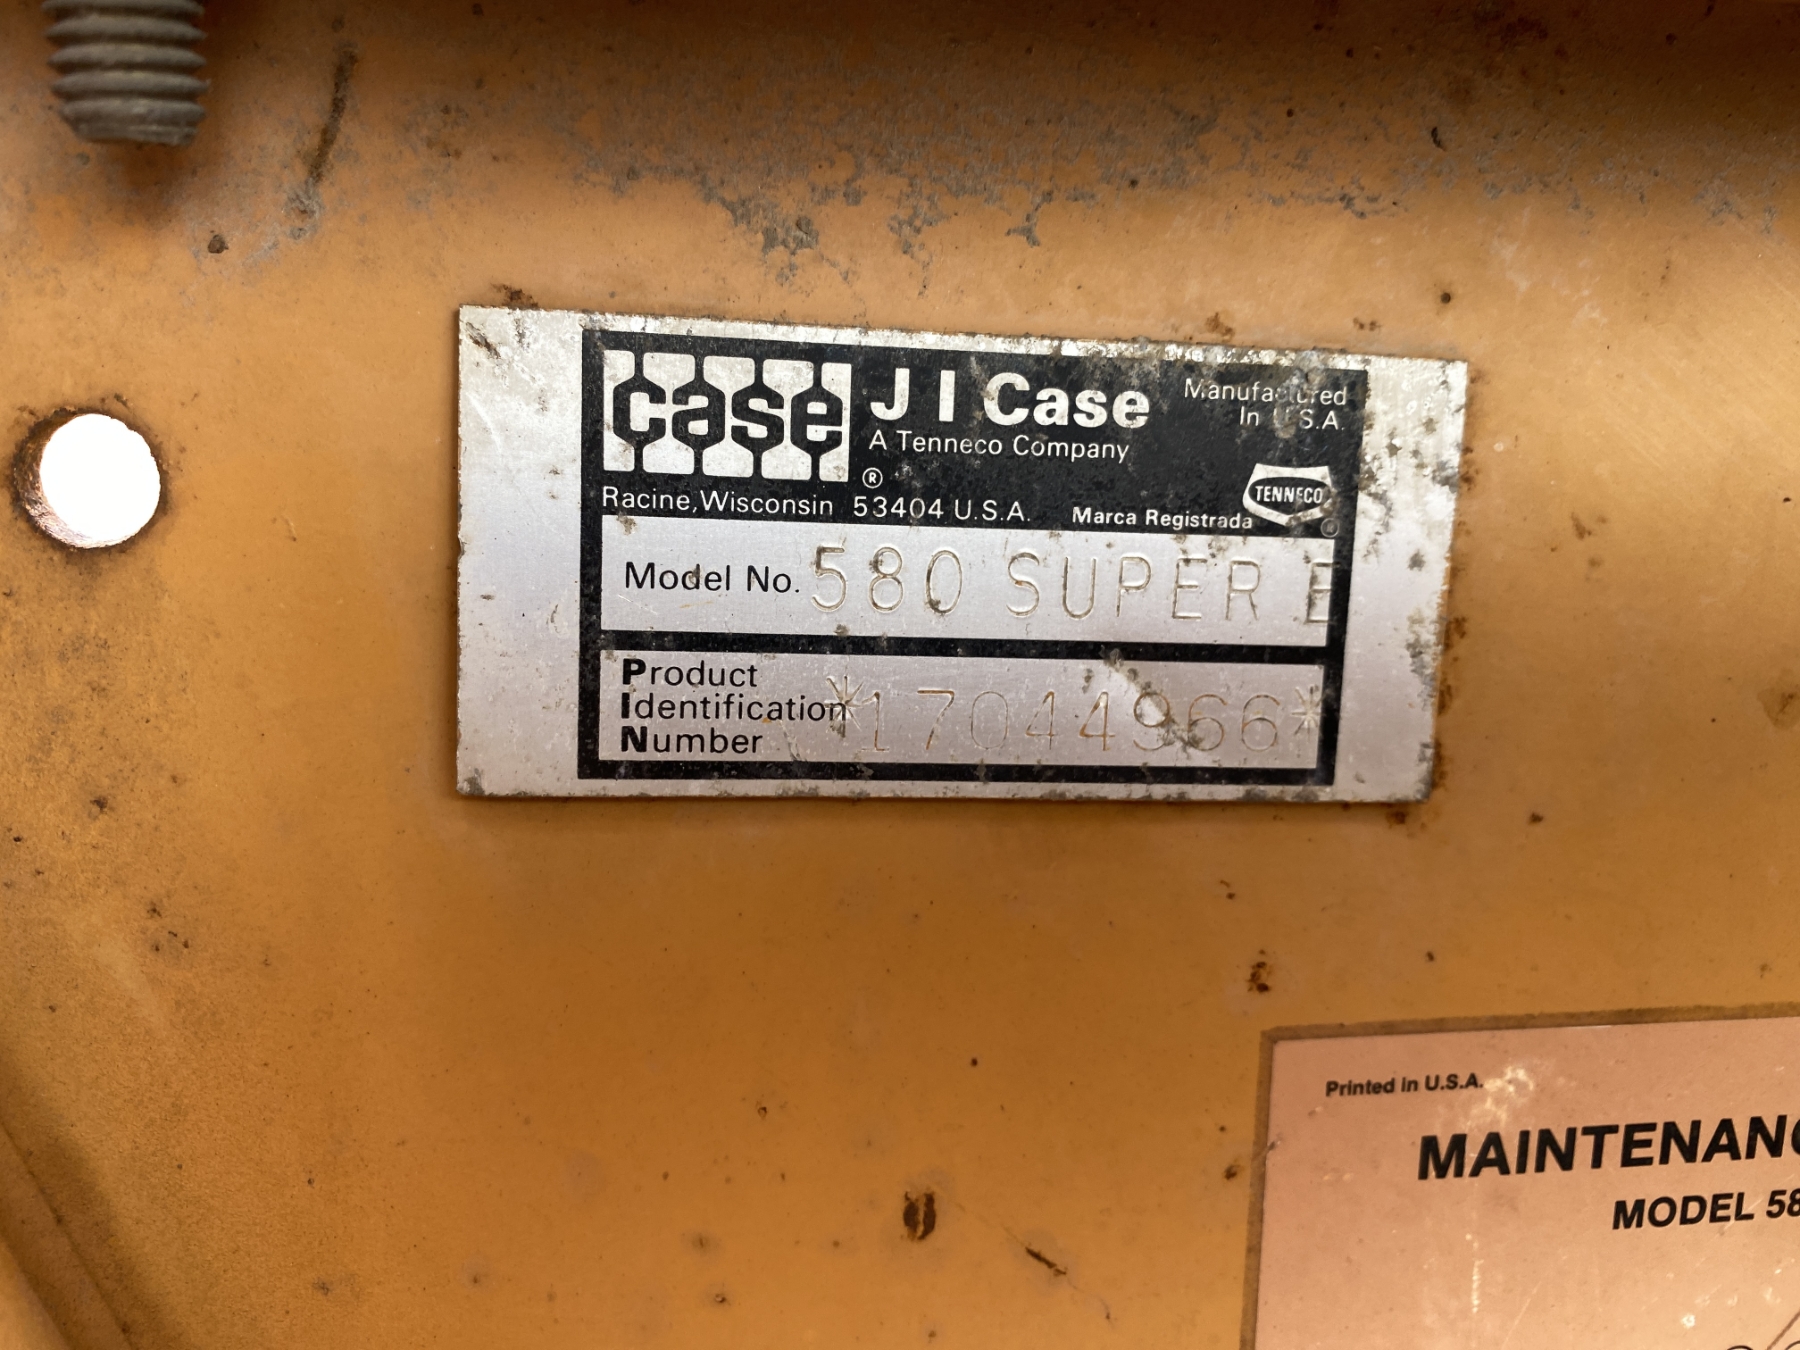 case
J I Case
Manufactured
In U.S.A.
A Tenneco Company
®
Racine, Wisconsin 53404 U.S.A.
Marca Registrada
TENNECO
®
Model No. 580 SUPER E
Product
Identification
Number
*17044966*
Printed in U.S.A.
MAINTENANC
MODEL 58